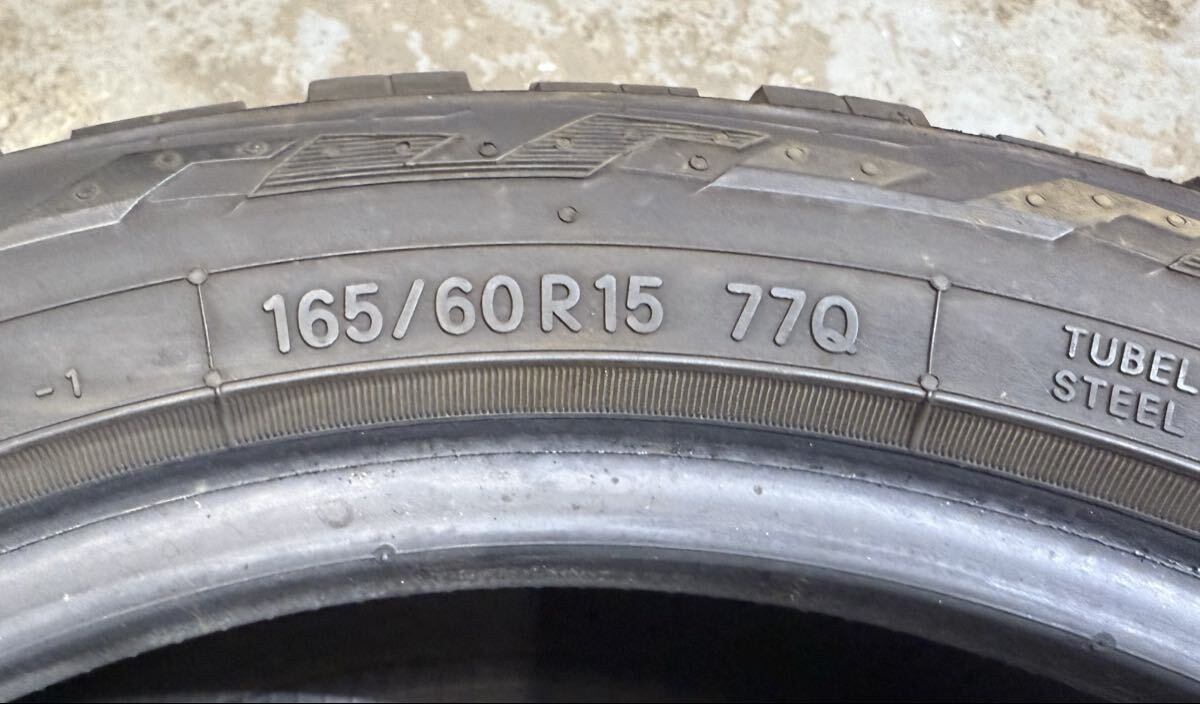 165/60R15 77Q
-1
TUBEL
STEEL